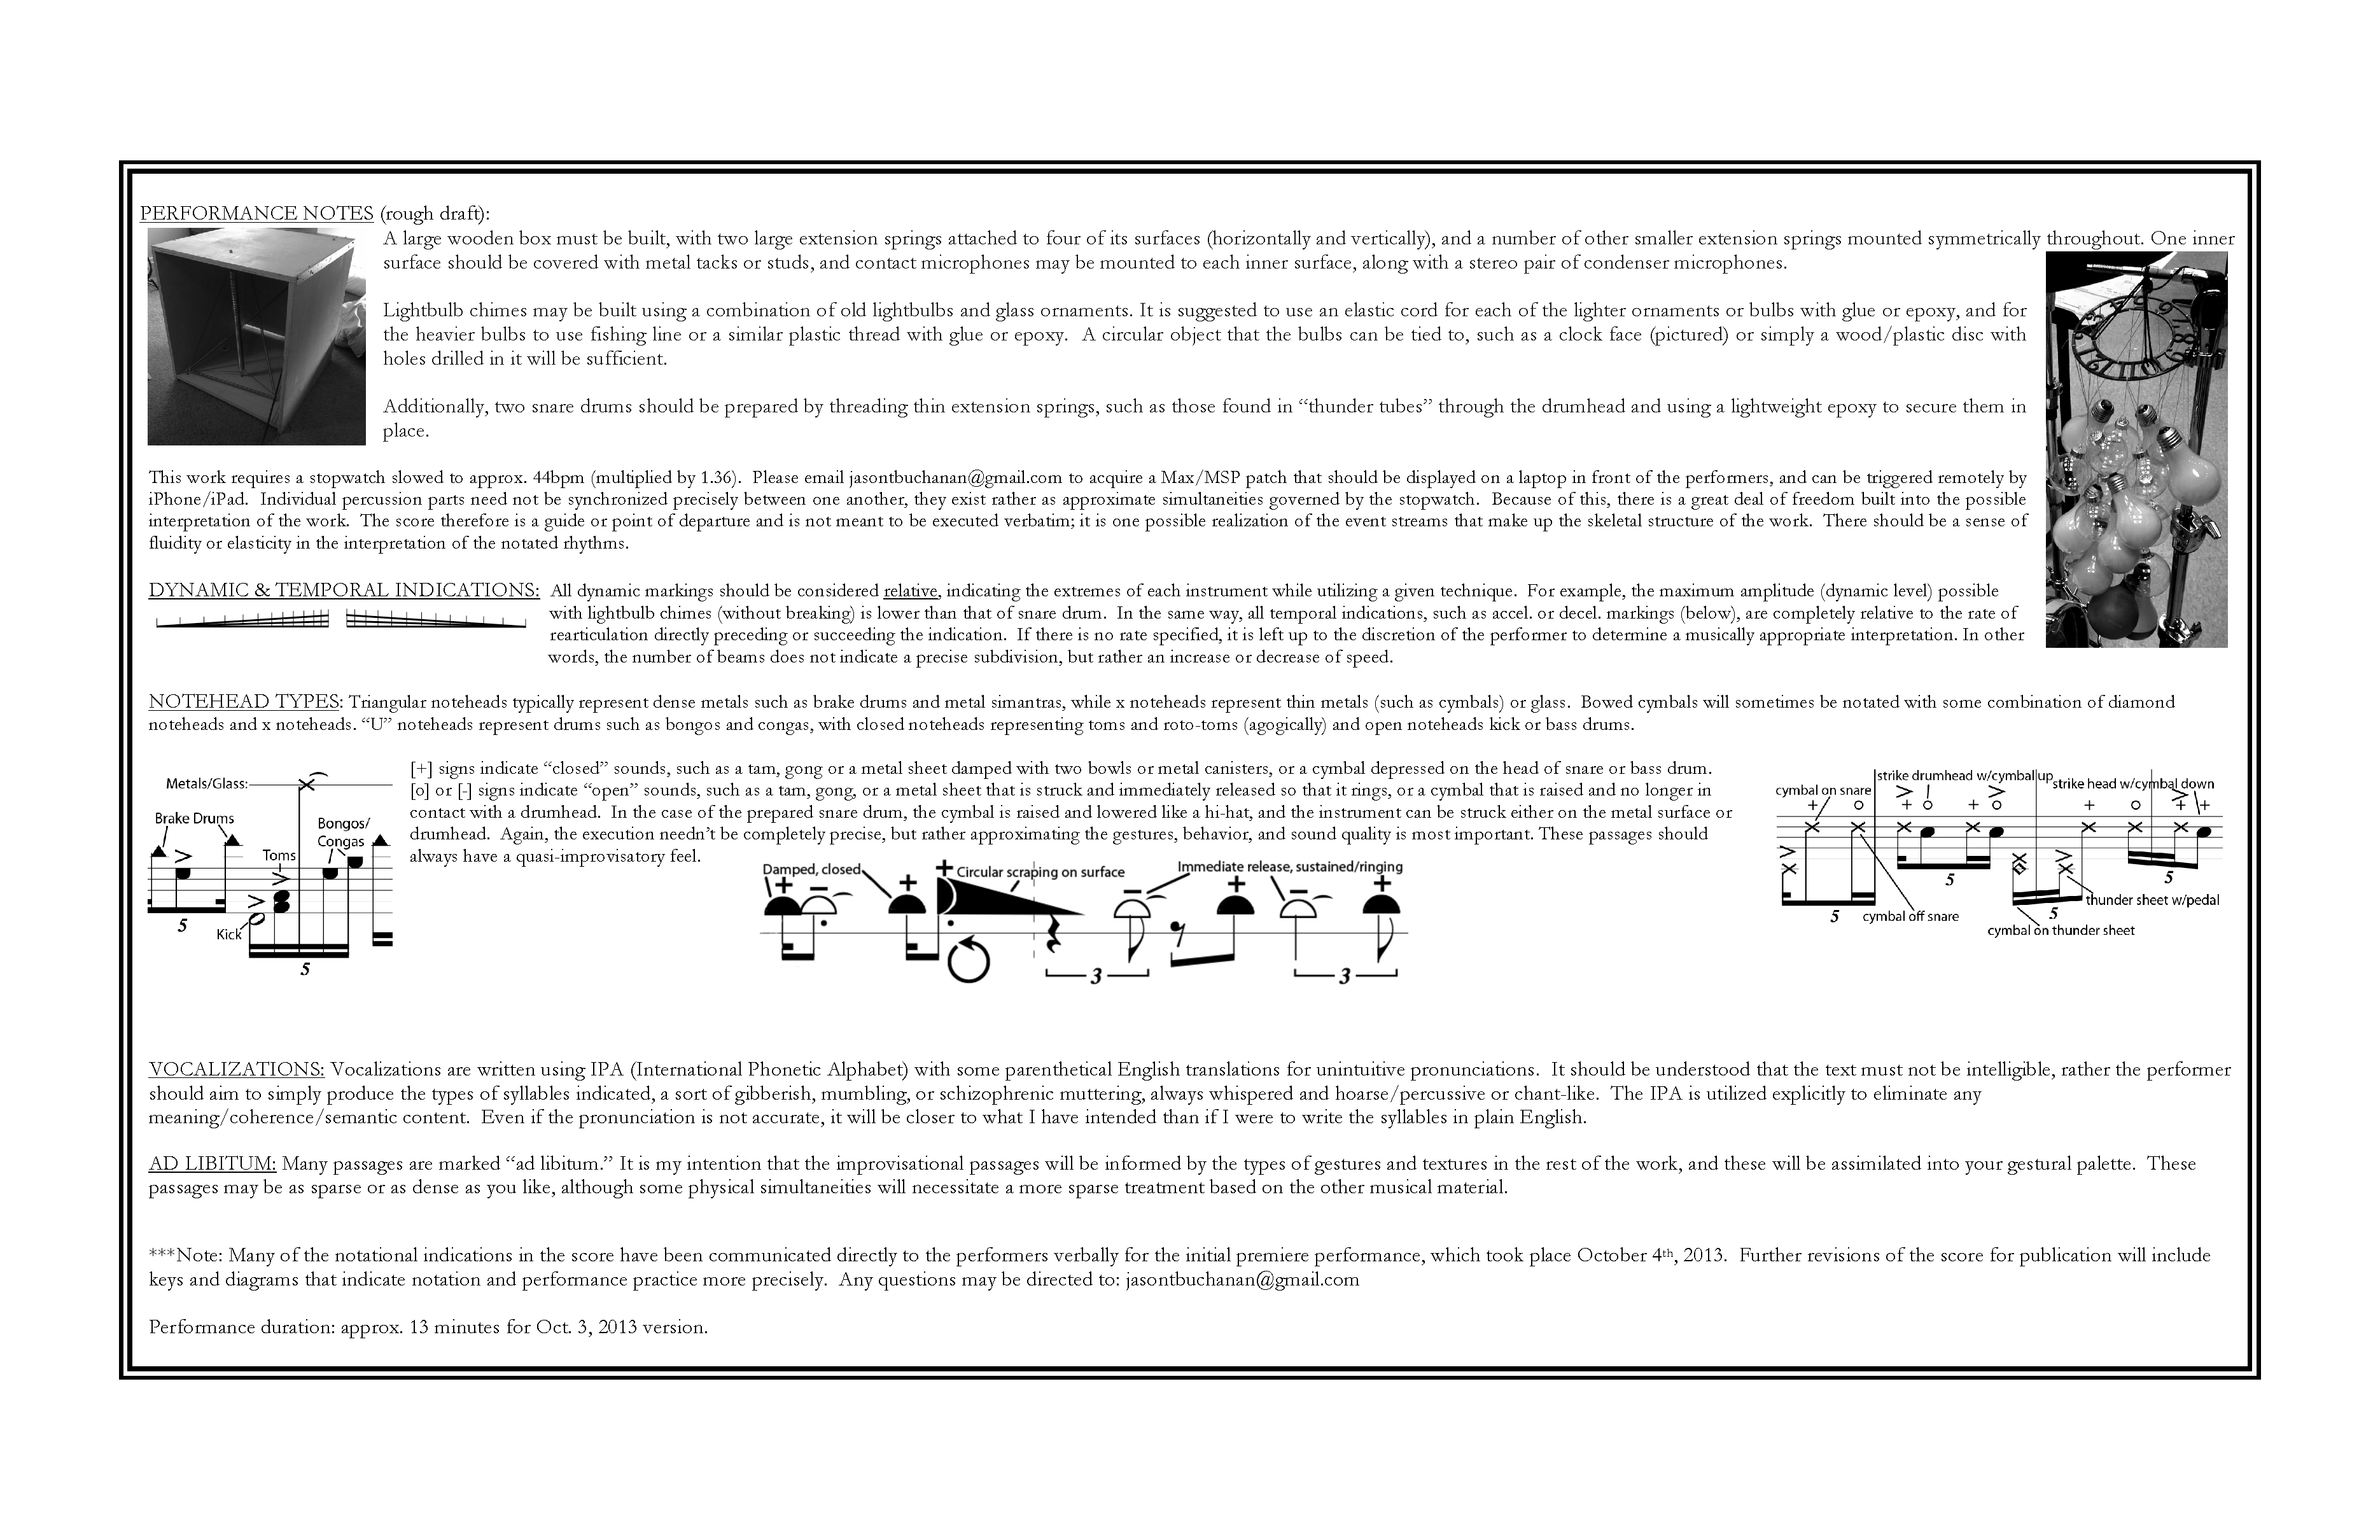 PERFORMANCE NOTES (rough draft):
A large wooden box must be built, with two large extension springs attached to four of its surfaces (horizontally and vertically), and a number of other smaller extension springs mounted symmetrically throughout. One inner
surface should be covered with metal tacks or studs, and contact microphones may be mounted to each inner surface, along with a stereo pair of condenser microphones.
Lightbulb chimes may be built using a combination of old lightbulbs and glass ornaments. It is suggested to use an elastic cord for each of the lighter ornaments or bulbs with glue or epoxy, and for
the heavier bulbs to use fishing line or a similar plastic thread with glue or epoxy. A circular object that the bulbs can be tied to, such as a clock face (pictured) or simply a wood/plastic disc with
holes drilled in it will be sufficient.
Additionally, two snare drums should be prepared by threading thin extension springs, such as those found in “thunder tubes” through the drumhead and using a lightweight epoxy to secure them in
place.
This work requires a stopwatch slowed to approx. 44bpm (multiplied by 1.36). Please email jasontbuchanan@gmail.com to acquire a Max/MSP patch that should be displayed on a laptop in front of the performers, and can be triggered remotely by
iPhone/iPad. Individual percussion parts need not be synchronized precisely between one another, they exist rather as approximate simultaneities governed by the stopwatch. Because of this, there is a great deal of freedom built into the possible
interpretation of the work. The score therefore is a guide or point of departure and is not meant to be executed verbatim; it is one possible realization of the event streams that make up the skeletal structure of the work. There should be a sense of
fluidity or elasticity in the interpretation of the notated rhythms.
DYNAMIC & TEMPORAL INDICATIONS: All dynamic markings should be considered relative, indicating the extremes of each instrument while utilizing a given technique. For example, the maximum amplitude (dynamic level) possible
with lightbulb chimes (without breaking) is lower than that of snare drum. In the same way, all temporal indications, such as accel. or decel. markings (below), are completely relative to the rate of
rearticulation directly preceding or succeeding the indication. If there is no rate specified, it is left up to the discretion of the performer to determine a musically appropriate interpretation. In other
words, the number of beams does not indicate a precise subdivision, but rather an increase or decrease of speed.
NOTEHEAD TYPES: Triangular noteheads typically represent dense metals such as brake drums and metal simantras, while x noteheads represent thin metals (such as cymbals) or glass. Bowed cymbals will sometimes be notated with some combination of diamond
noteheads and x noteheads. “U” noteheads represent drums such as bongos and congas, with closed noteheads representing toms and roto-toms (agogically) and open noteheads kick or bass drums.
[+] signs indicate “closed” sounds, such as a tam, gong or a metal sheet damped with two bowls or metal canisters, or a cymbal depressed on the head of snare or bass drum.
[o] or [-] signs indicate “open” sounds, such as a tam, gong, or a metal sheet that is struck and immediately released so that it rings, or a cymbal that is raised and no longer in
contact with a drumhead. In the case of the prepared snare drum, the cymbal is raised and lowered like a hi-hat, and the instrument can be struck either on the metal surface or
drumhead. Again, the execution needn’t be completely precise, but rather approximating the gestures, behavior, and sound quality is most important. These passages should
always have a quasi-improvisatory feel.
Metals/Glass:
Brake Drums
Bongos/
Congas
Toms
Kick
5
5
Damped, closed
Circular scraping on surface
Immediate release, sustained/ringing
3
3
cymbal on snare
strike drumhead w/cymbal up
strike head w/cymbal down
5
5
5
5
cymbal off snare
thunder sheet w/pedal
cymbal on thunder sheet
VOCALIZATIONS: Vocalizations are written using IPA (International Phonetic Alphabet) with some parenthetical English translations for unintuitive pronunciations. It should be understood that the text must not be intelligible, rather the performer
should aim to simply produce the types of syllables indicated, a sort of gibberish, mumbling, or schizophrenic muttering, always whispered and hoarse/percussive or chant-like. The IPA is utilized explicitly to eliminate any
meaning/coherence/semantic content. Even if the pronunciation is not accurate, it will be closer to what I have intended than if I were to write the syllables in plain English.
AD LIBITUM: Many passages are marked “ad libitum.” It is my intention that the improvisational passages will be informed by the types of gestures and textures in the rest of the work, and these will be assimilated into your gestural palette. These
passages may be as sparse or as dense as you like, although some physical simultaneities will necessitate a more sparse treatment based on the other musical material.
***Note: Many of the notational indications in the score have been communicated directly to the performers verbally for the initial premiere performance, which took place October 4th, 2013. Further revisions of the score for publication will include
keys and diagrams that indicate notation and performance practice more precisely. Any questions may be directed to: jasontbuchanan@gmail.com
Performance duration: approx. 13 minutes for Oct. 3, 2013 version.